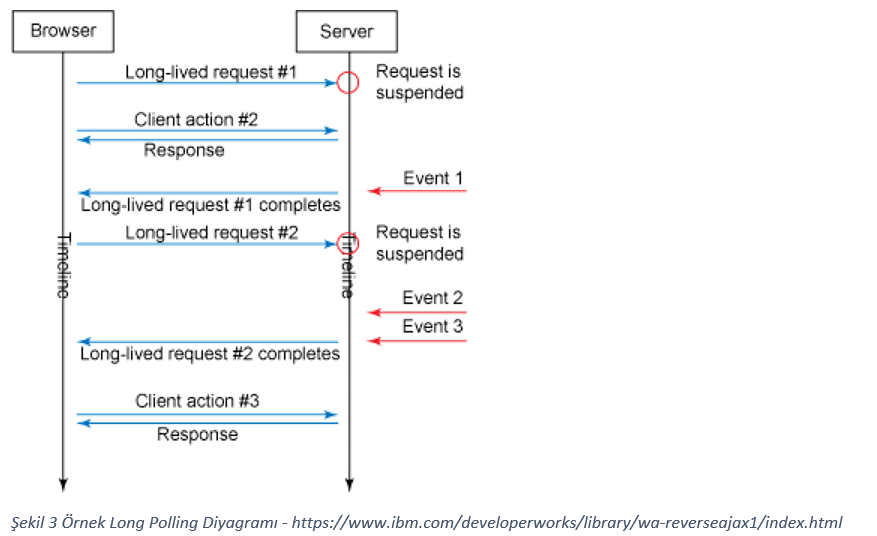 Browser
Server
Long-lived request #1
Request is
suspended
Client action #2
Response
Event 1
Long-lived request #1 completes
Long-lived request #2
Request is
suspended
Timeline
Timeline
Event 2
Event 3
Long-lived request #2 completes
Client action #3
Response
Şekil 3 Örnek Long Polling Diyagramı - https://www.ibm.com/developerworks/library/wa-reverseajax1/index.html